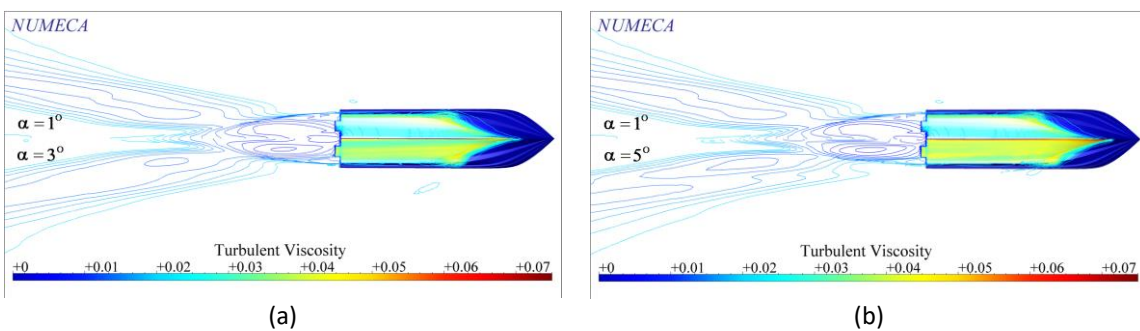 NUMECA
α = 1°
α = 3°
Turbulent Viscosity
+0 +0.01 +0.02 +0.03 +0.04 +0.05 +0.06 +0.07
(a)
NUMECA
α = 1°
α = 5°
Turbulent Viscosity
+0 +0.01 +0.02 +0.03 +0.04 +0.05 +0.06 +0.07
(b)